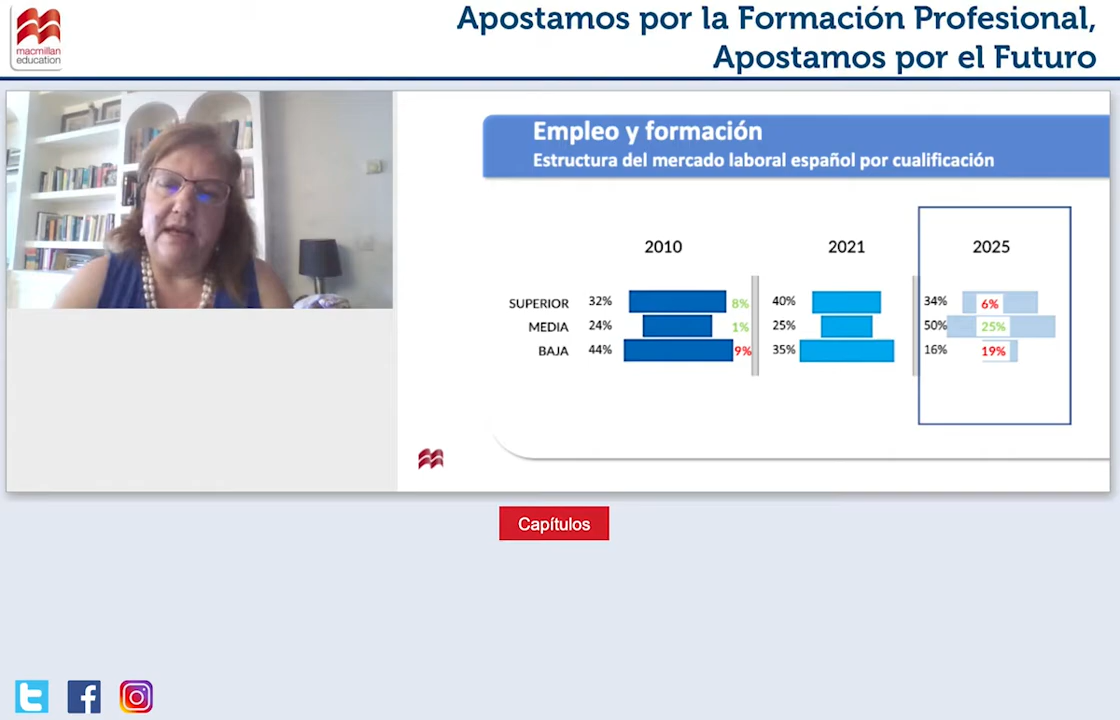 macmillan
education
Apostamos por la Formación Profesional,
Apostamos por el Futuro
Empleo y formación
Estructura del mercado laboral español por cualificación
2010 2021 2025
SUPERIOR 32% 8% 40% 34% 6%
MEDIA 24% 1% 25% 50% 25%
BAJA 44% 9% 35% 16% 19%
Capítulos